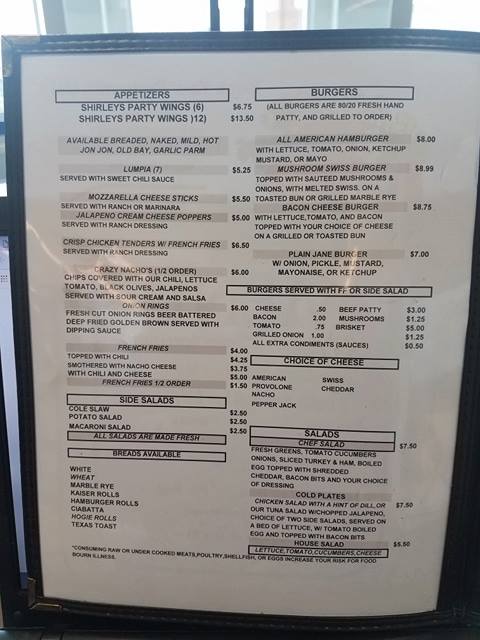 APPETIZERS
SHIRLEYS PARTY WINGS (6) $6.75
SHIRLEYS PARTY WINGS )12) $13.50
AVAILABLE BREADED, NAKED, MILD, HOT
JON JON, OLD BAY, GARLIC PARM
LUMPIA (7) $5.25
SERVED WITH SWEET CHILI SAUCE
MOZZARELLA CHEESE STICKS $5.50
SERVED WITH RANCH OR MARINARA
JALAPENO CREAM CHEESE POPPERS $5.00
SERVED WITH RANCH DRESSING
CRISP CHICKEN TENDERS W/ FRENCH FRIES $6.50
SERVED WITH RANCH DRESSING
CRAZY NACHO'S (1/2 ORDER) $6.00
CHIPS COVERED WITH OUR CHILI, LETTUCE
TOMATO, BLACK OLIVES, JALAPENOS
SERVED WITH SOUR CREAM AND SALSA
ONION RINGS $6.00
FRESH CUT ONION RINGS BEER BATTERED
DEEP FRIED GOLDEN BROWN SERVED WITH
DIPPING SAUCE
FRENCH FRIES $4.00
TOPPED WITH CHILI $4.25
SMOTHERED WITH NACHO CHEESE $3.75
WITH CHILI AND CHEESE $5.00
FRENCH FRIES 1/2 ORDER $1.50
SIDE SALADS
COLE SLAW $2.50
POTATO SALAD $2.50
MACARONI SALAD $2.50
ALL SALADS ARE MADE FRESH
BREADS AVAILABLE
WHITE
WHEAT
MARBLE RYE
KAISER ROLLS
HAMBURGER ROLLS
CIABATTA
HOGIE ROLLS
TEXAS TOAST
BURGERS
(ALL BURGERS ARE 80/20 FRESH HAND
PATTY, AND GRILLED TO ORDER)
ALL AMERICAN HAMBURGER $8.00
WITH LETTUCE, TOMATO, ONION, KETCHUP
MUSTARD, OR MAYO
MUSHROOM SWISS BURGER $8.99
TOPPED WITH SAUTEED MUSHROOMS &
ONIONS, WITH MELTED SWISS. ON A
TOASTED BUN OR GRILLED MARBLE RYE
BACON CHEESE BURGER $8.75
WITH LETTUCE,TOMATO, AND BACON
TOPPED WITH YOUR CHOICE OF CHEESE
ON A GRILLED OR TOASTED BUN
PLAIN JANE BURGER $7.00
W/ ONION, PICKLE, MUSTARD,
MAYONAISE, OR KETCHUP
BURGERS SERVED WITH FF OR SIDE SALAD
CHEESE .50 BEEF PATTY $3.00
BACON 2.00 MUSHROOMS $1.25
TOMATO .75 BRISKET $5.00
GRILLED ONION 1.00 $1.25
ALL EXTRA CONDIMENTS (SAUCES) $0.50
CHOICE OF CHEESE
AMERICAN SWISS
PROVOLONE CHEDDAR
NACHO
PEPPER JACK
SALADS
CHEF SALAD $7.50
FRESH GREENS, TOMATO CUCUMBERS
ONIONS, SLICED TURKEY & HAM, BOILED
EGG TOPPED WITH SHREDDED
CHEDDAR, BACON BITS AND YOUR CHOICE
OF DRESSING
COLD PLATES
CHICKEN SALAD WITH A HINT OF DILL,OR $7.50
OUR TUNA SALAD W/CHOPPED JALAPENO,
CHOICE OF TWO SIDE SALADS, SERVED ON
A BED OF LETTUCE, W/ TOMATO BOILED
EGG AND TOPPED WITH BACON BITS
HOUSE SALAD $5.50
LETTUCE,TOMATO,CUCUMBERS,CHEESE
*CONSUMING RAW OR UNDER COOKED MEATS,POULTRY,SHELLFISH, OR EGGS INCREASE YOUR RISK FOR FOOD
BOURN ILLNESS.